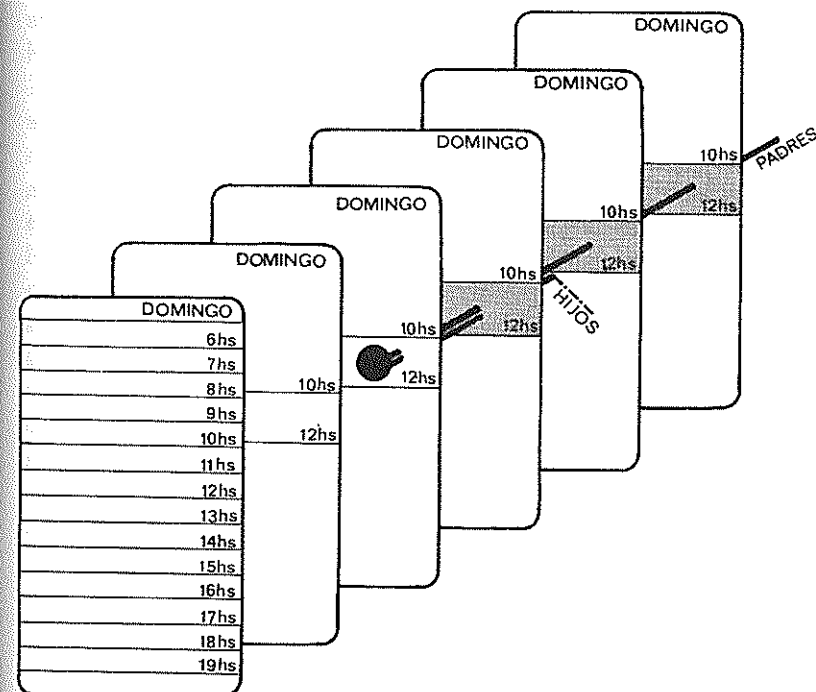 DOMINGO
6hs
7hs
8hs
9hs
10hs
11hs
12hs
13hs
14hs
15hs
16hs
17hs
18hs
19hs
DOMINGO
10hs
12hs
DOMINGO
10hs
12hs
DOMINGO
10hs
12hs
HIJOS
DOMINGO
10hs
12hs
DOMINGO
10hs
12hs
PADRES